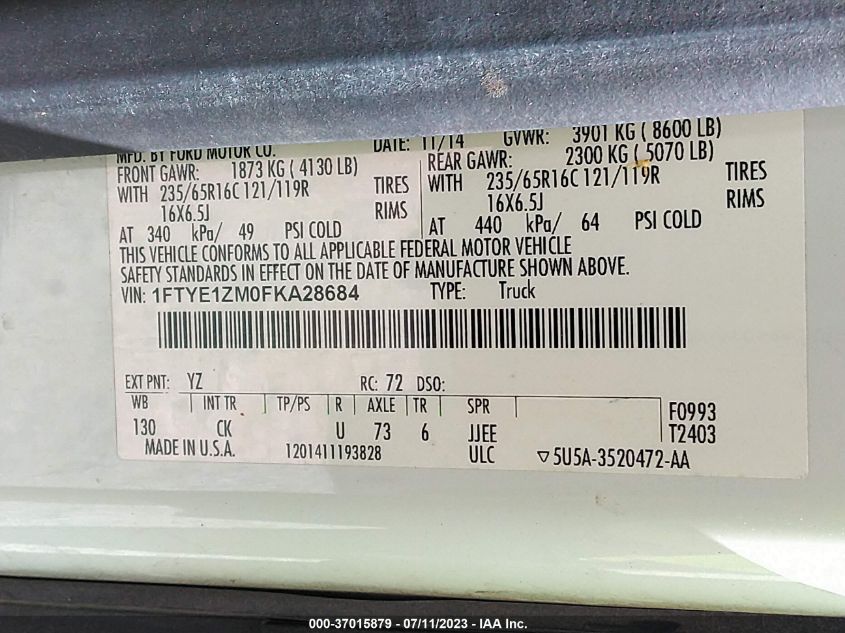 MFD. BY FORD MOTOR CO. DATE: 11/14 GVWR: 3901 KG ( 8600 LB)
FRONT GAWR: 1873 KG ( 4130 LB) REAR GAWR: 2300 KG ( 5070 LB)
WITH 235/65R16C 121/119R TIRES WITH 235/65R16C 121/119R TIRES
16X6.5J RIMS 16X6.5J RIMS
AT 340 kPa/ 49 PSI COLD AT 440 kPa/ 64 PSI COLD
THIS VEHICLE CONFORMS TO ALL APPLICABLE FEDERAL MOTOR VEHICLE
SAFETY STANDARDS IN EFFECT ON THE DATE OF MANUFACTURE SHOWN ABOVE.
VIN: 1FTYE1ZM0FKA28684 TYPE: Truck
EXT PNT: YZ RC: 72 DSO:
WB INT TR TP/PS R AXLE TR SPR F0993
130 CK U 73 6 JJEE T2403
MADE IN U.S.A. 1201411193828 ULC ▽5U5A-3520472-AA
000-37015879 - 07/11/2023 - IAA Inc.